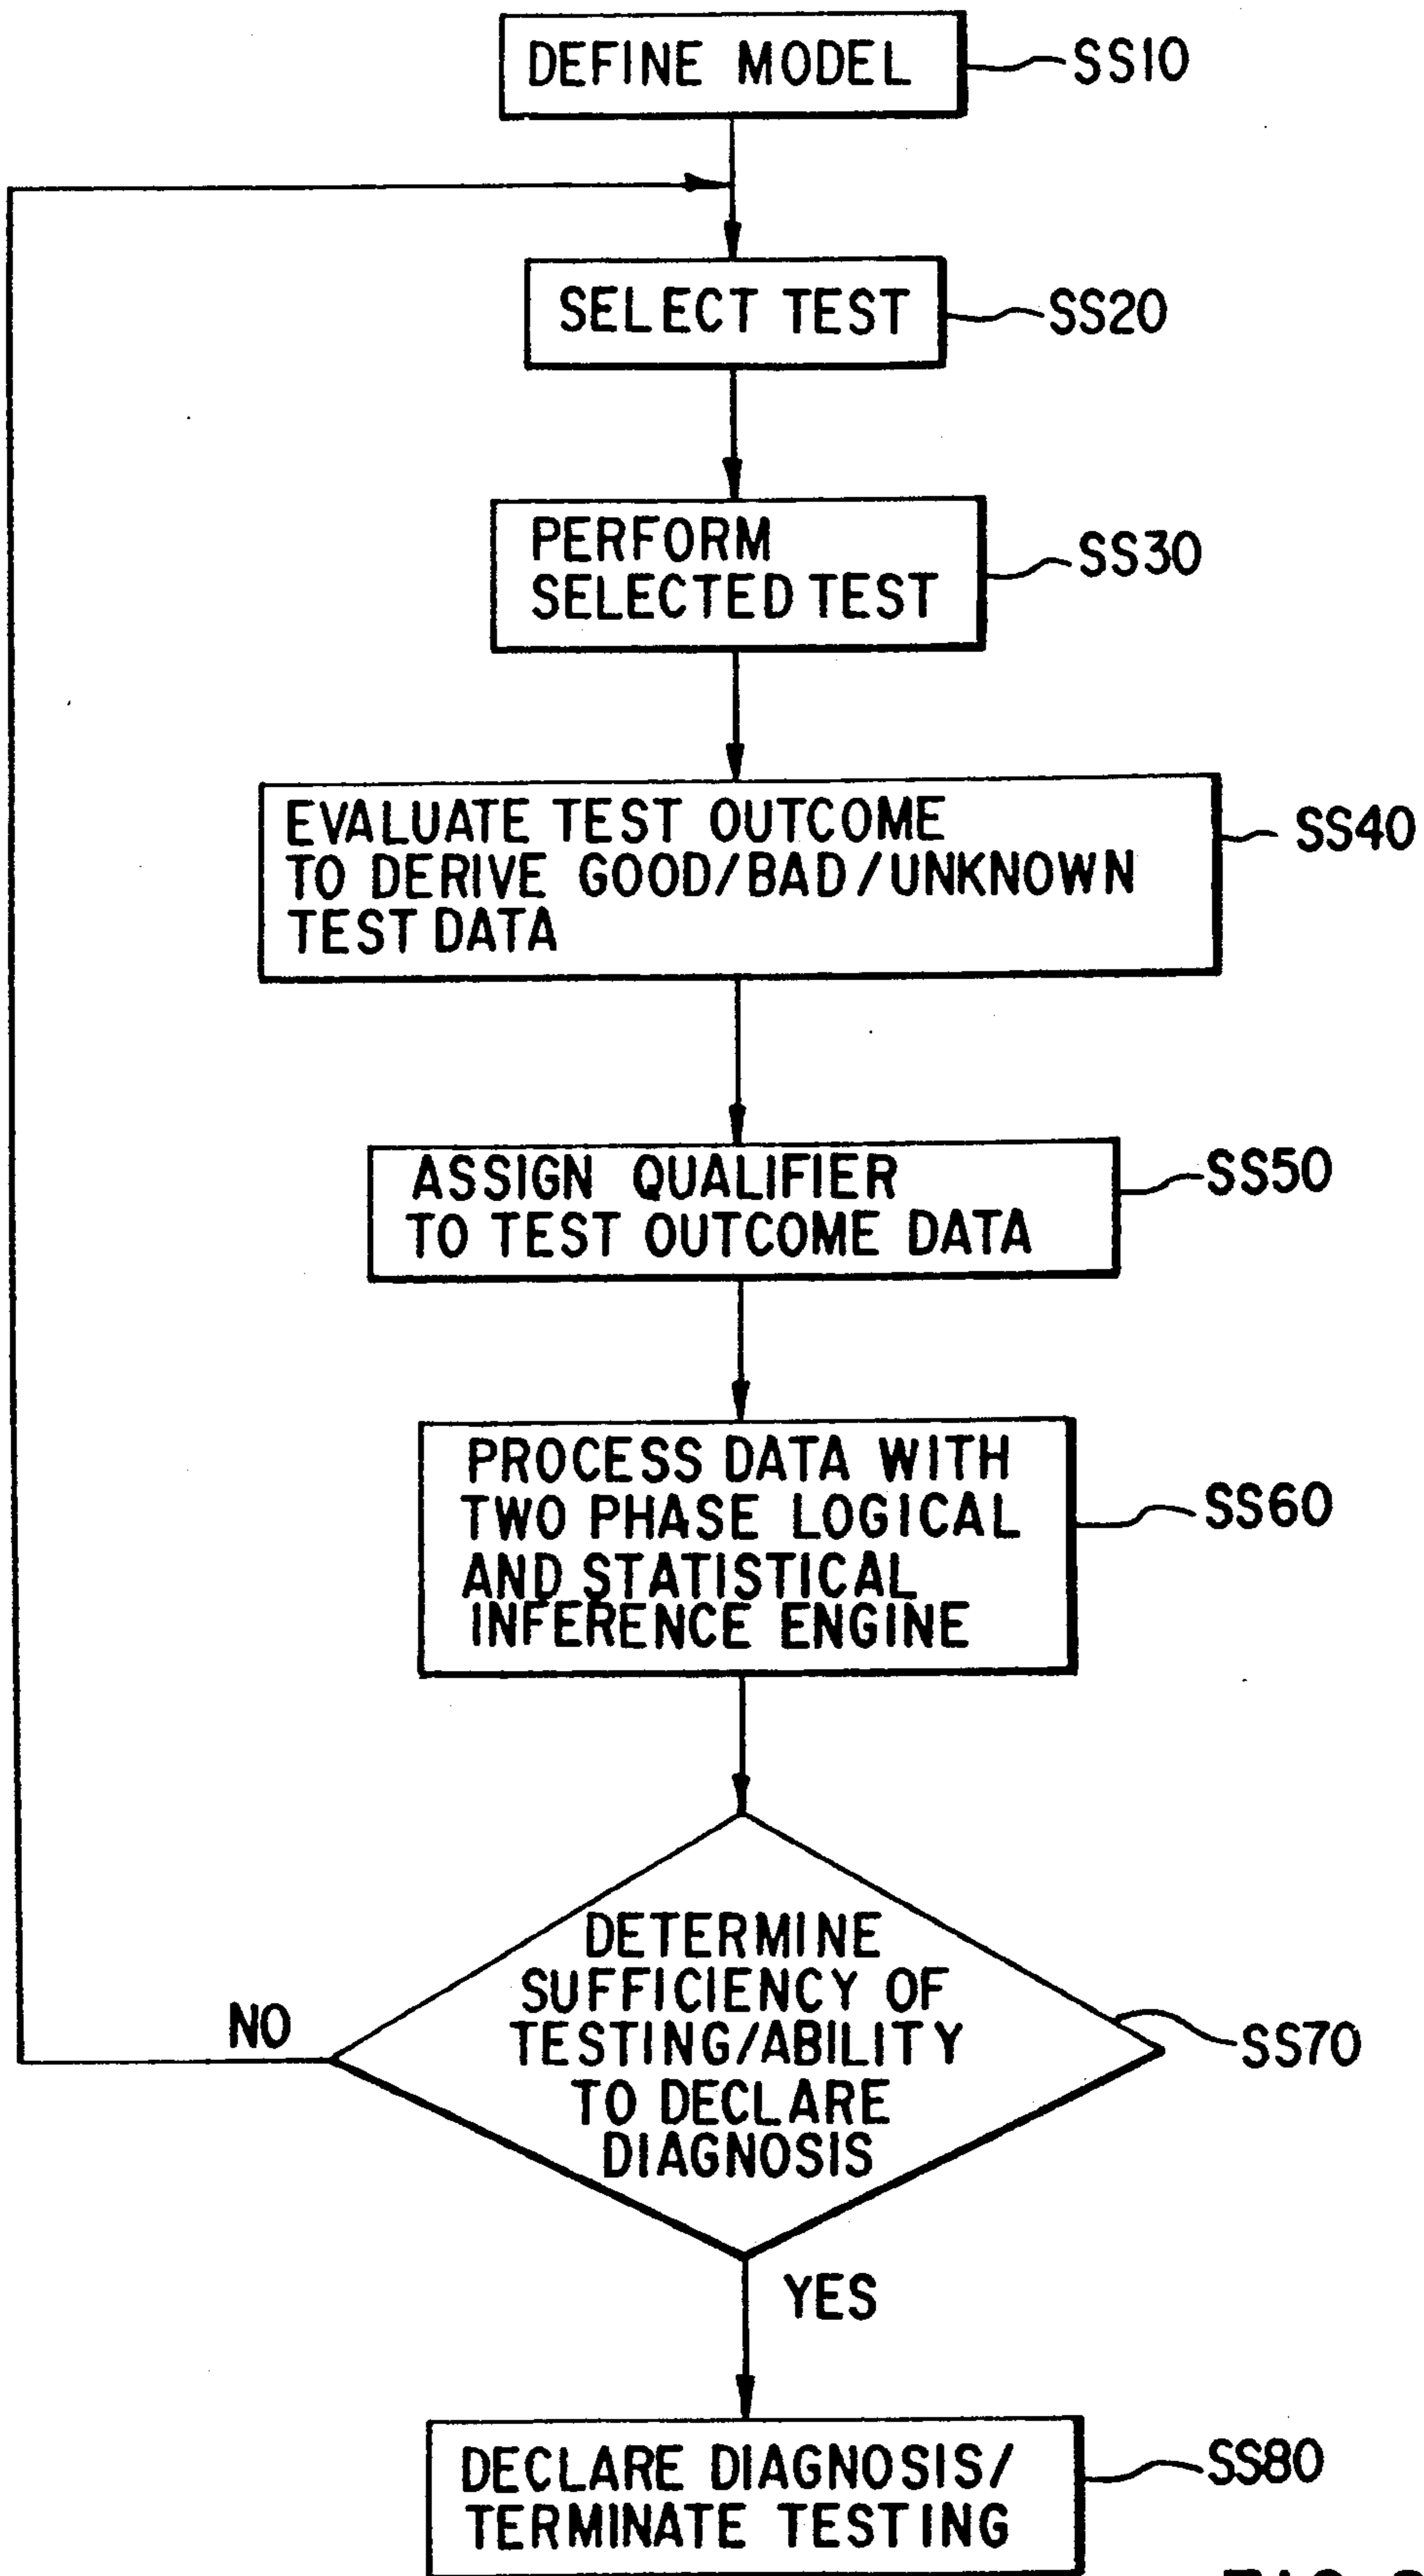 DEFINE MODEL
SS10
SELECT TEST
SS20
PERFORM
SELECTED TEST
SS30
EVALUATE TEST OUTCOME
TO DERIVE GOOD/BAD/UNKNOWN
TEST DATA
SS40
ASSIGN QUALIFIER
TO TEST OUTCOME DATA
SS50
PROCESS DATA WITH
TWO PHASE LOGICAL
AND STATISTICAL
INFERENCE ENGINE
SS60
DETERMINE
SUFFICIENCY OF
TESTING/ABILITY
TO DECLARE
DIAGNOSIS
SS70
NO
YES
DECLARE DIAGNOSIS/
TERMINATE TESTING
SS80